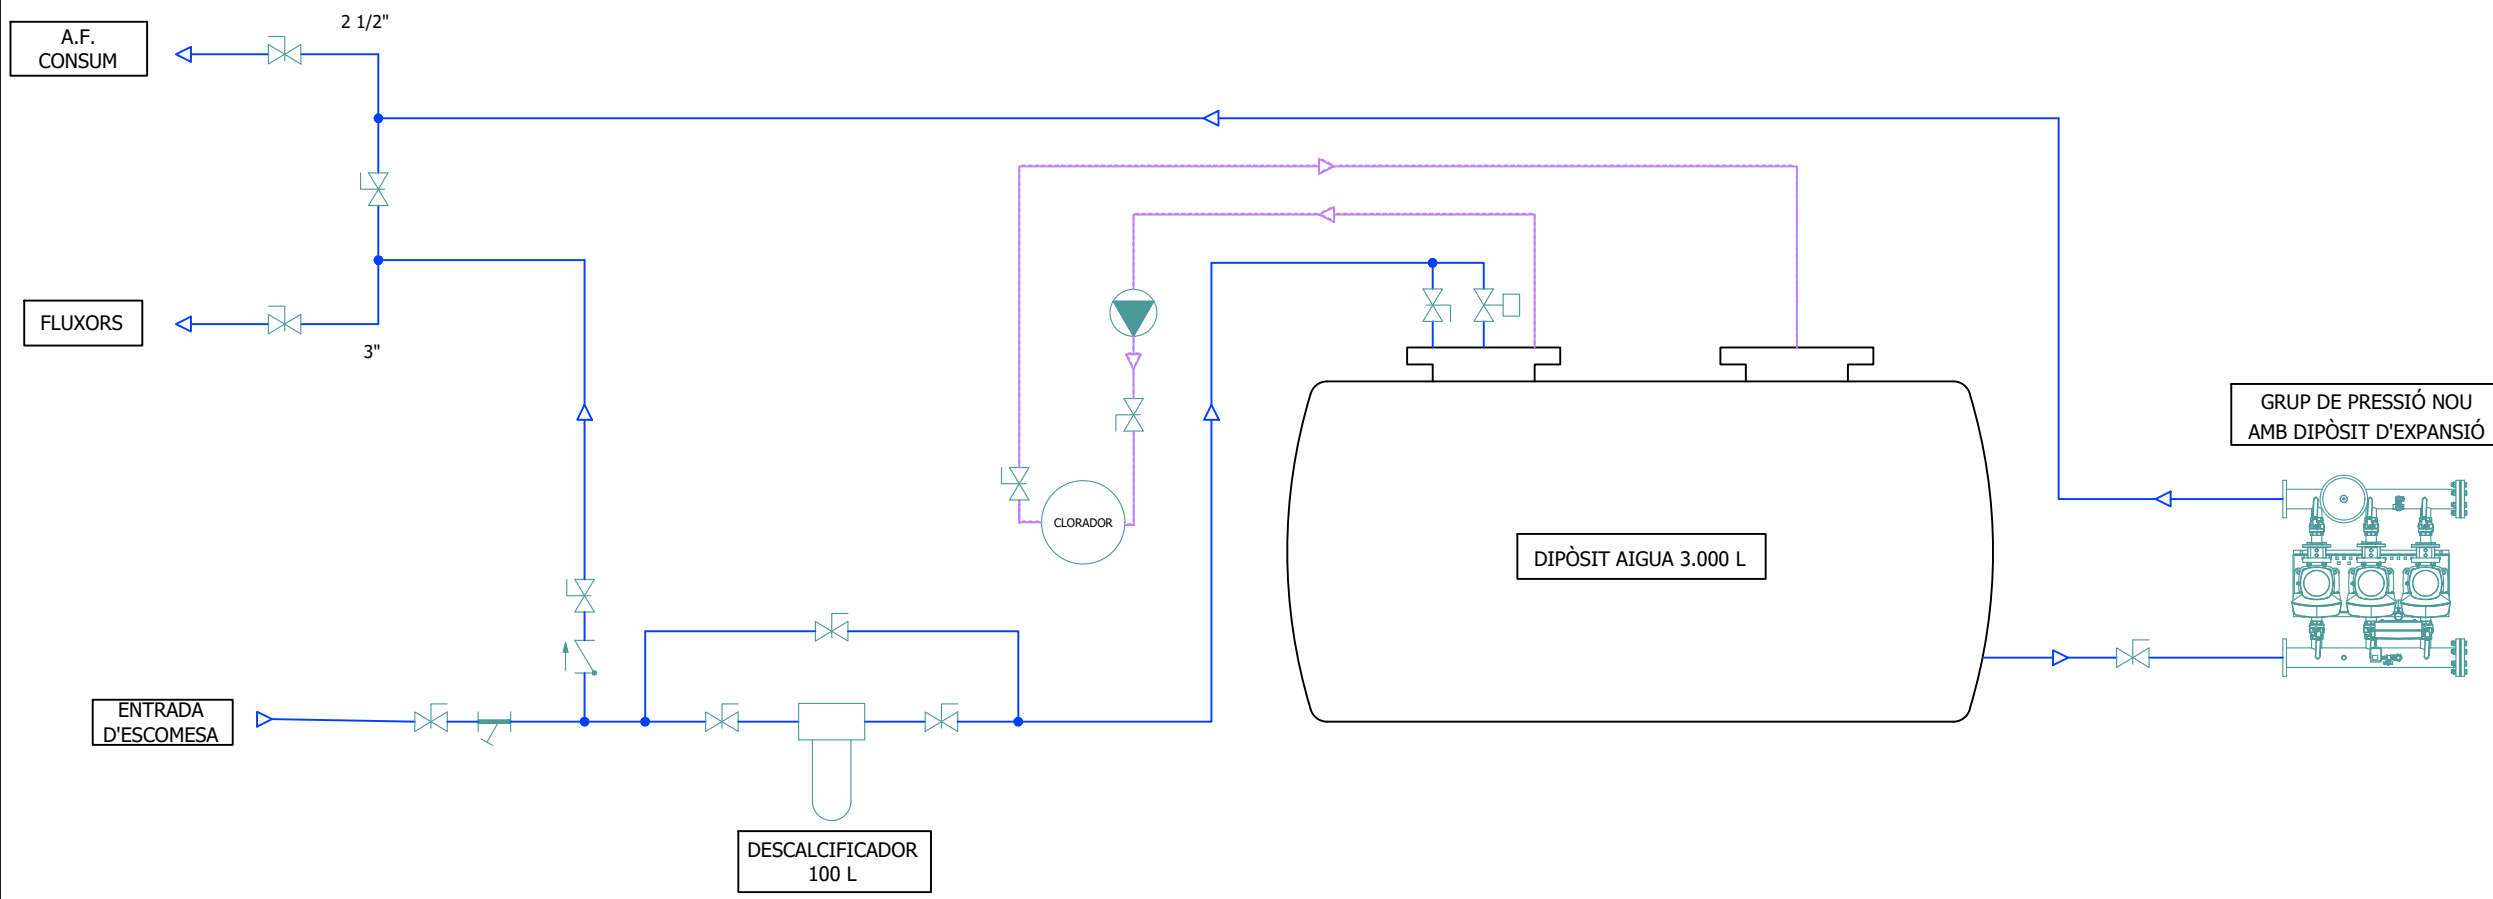 2 1/2"
A.F.
CONSUM
FLUXORS
3"
GRUP DE PRESSIÓ NOU
AMB DIPÒSIT D'EXPANSIÓ
CLORADOR
DIPÒSIT AIGUA 3.000 L
ENTRADA
D'ESCOMESA
DESCALCIFICADOR
100 L